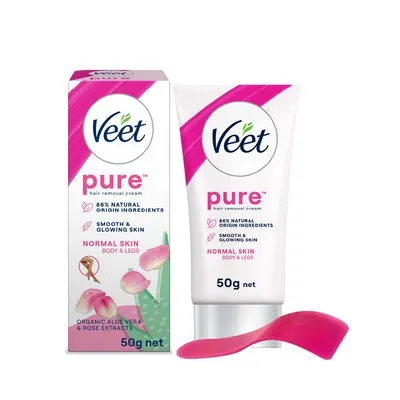 Veet
pure™
hair removal cream
86% NATURAL
ORIGIN INGREDIENTS
SMOOTH &
GLOWING SKIN
NORMAL SKIN
BODY & LEGS
ORGANIC ALOE VERA
& ROSE EXTRACTS
50g net
Veet
pure™
hair removal cream
86% NATURAL
ORIGIN INGREDIENTS
SMOOTH &
GLOWING SKIN
NORMAL SKIN
BODY & LEGS
50g net